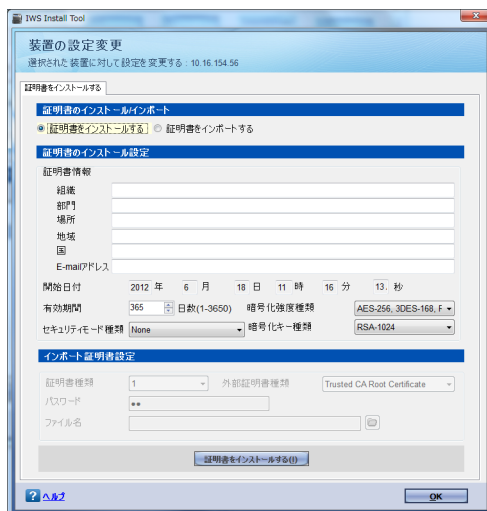 IWS Install Tool
装置の設定変更
選択された装置に対して設定を変更する : 10.16.154.56
証明書をインストールする
証明書のインストール/インポート
証明書をインストールする 証明書をインポートする
証明書のインストール設定
証明書情報
組織
部門
場所
地域
国
E-mailアドレス
開始日付 2012 年 6 月 18 日 11 時 16 分 13. 秒
有効期間 365 日数(1-3650) 暗号化強度種類 AES-256, 3DES-168, F
セキュリティモード種類 None 暗号化キー種類 RSA-1024
インポート証明書設定
証明書種類 1 外部証明書種類 Trusted CA Root Certificate
パスワード ●●
ファイル名
証明書をインストールする(I)
? ヘルプ OK